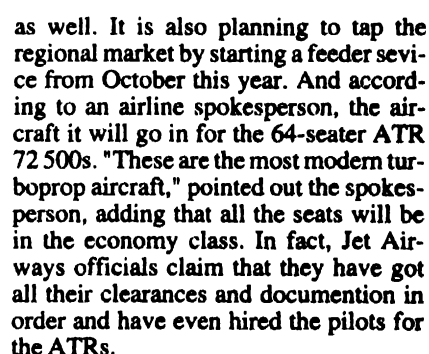 as well. It is also planning to tap the
regional market by starting a feeder sevi-
ce from October this year. And accord-
ing to an airline spokesperson, the air-
craft it will go in for the 64-seater ATR
72 500s. "These are the most modern tur-
boprop aircraft," pointed out the spokes-
person, adding that all the seats will be
in the economy class. In fact, Jet Air-
ways officials claim that they have got
all their clearances and documention in
order and have even hired the pilots for
the ATRs.